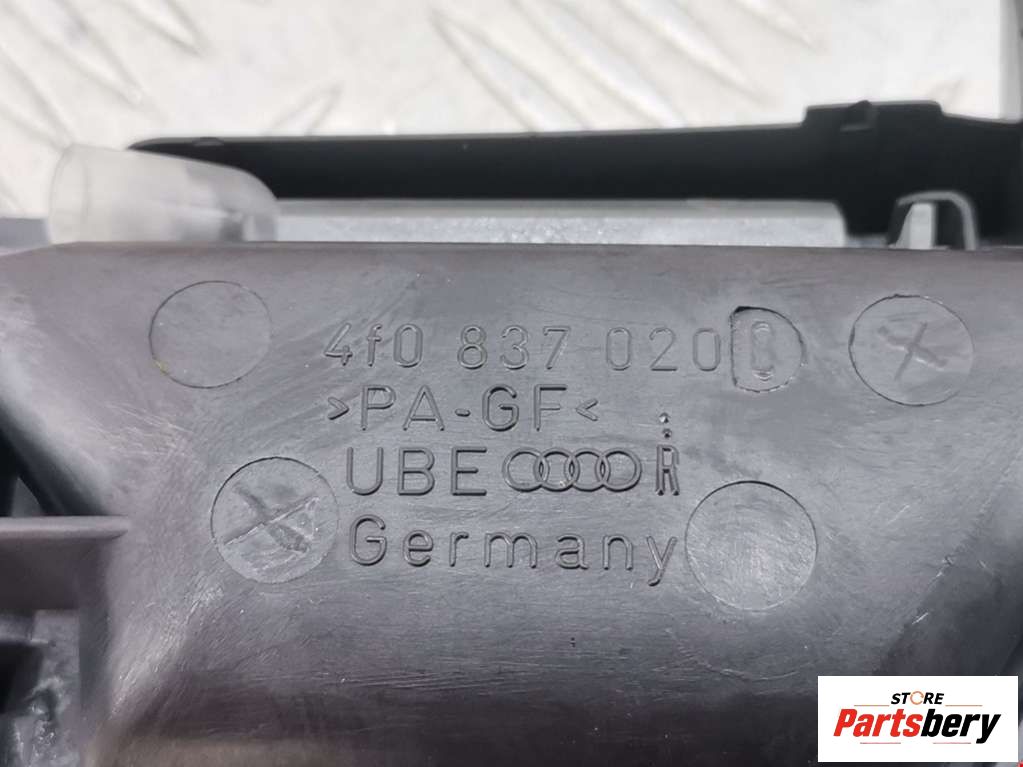 4f0 837 020 C
>PA-GF<
UBE R
Germany
STORE
Partsbery